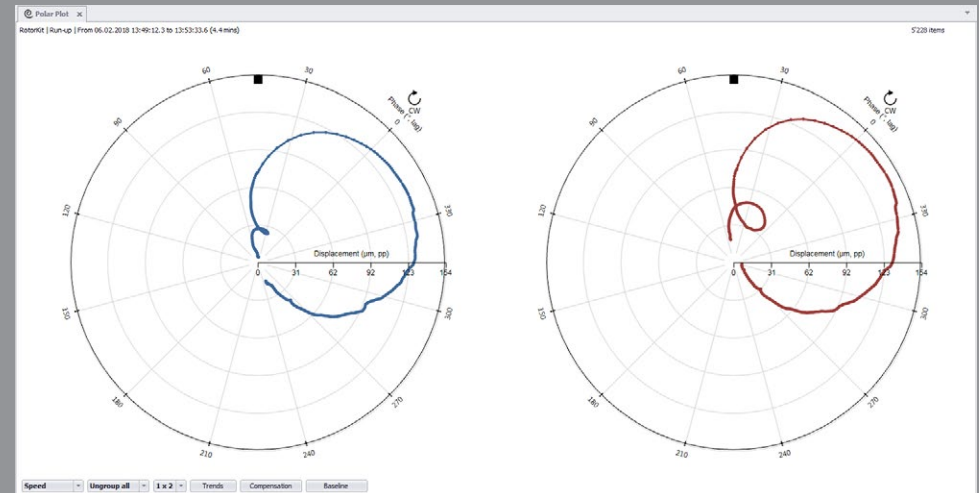 Polar Plot ×
RotorKit | Run-up | From 06.02.2018 13:49:12.3 to 13:53:33.6 (4.4 mins)
5'228 items
60
30
90
Phase (°, lag)
CW
0
120
330
Displacement (µm, pp)
0 31 62 92 123 154
150
300
180
270
210
240
60
30
90
Phase (°, lag)
CW
0
120
330
Displacement (µm, pp)
0 31 62 92 123 154
150
300
180
270
210
240
Speed Ungroup all 1 x 2 Trends Compensation Baseline